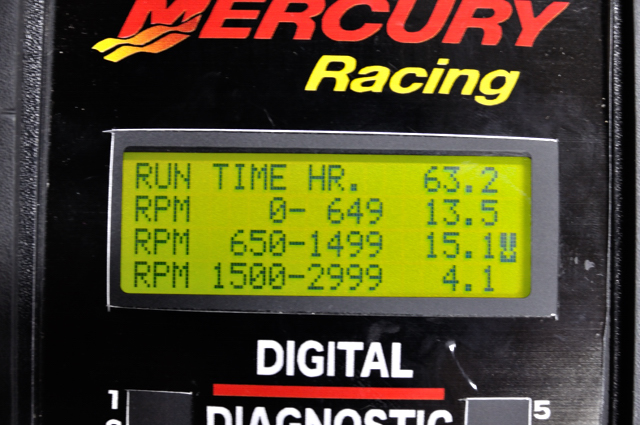 MERCURY
Racing
RUN TIME HR. 63.2
RPM 0- 649 13.5
RPM 650-1499 15.1
RPM 1500-2999 4.1
DIGITAL
1 5
DIAGNOSTIC